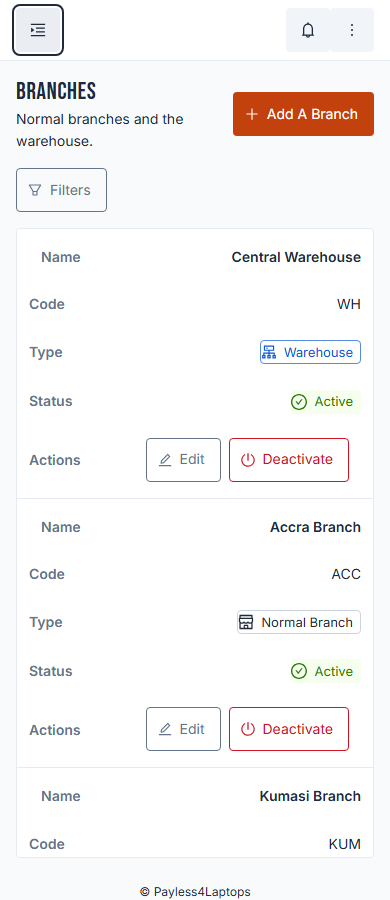 BRANCHES
Normal branches and the
warehouse.
Add A Branch
Filters
Name Central Warehouse
Code WH
Type Warehouse
Status Active
Actions Edit Deactivate
Name Accra Branch
Code ACC
Type Normal Branch
Status Active
Actions Edit Deactivate
Name Kumasi Branch
Code KUM
© Payless4Laptops